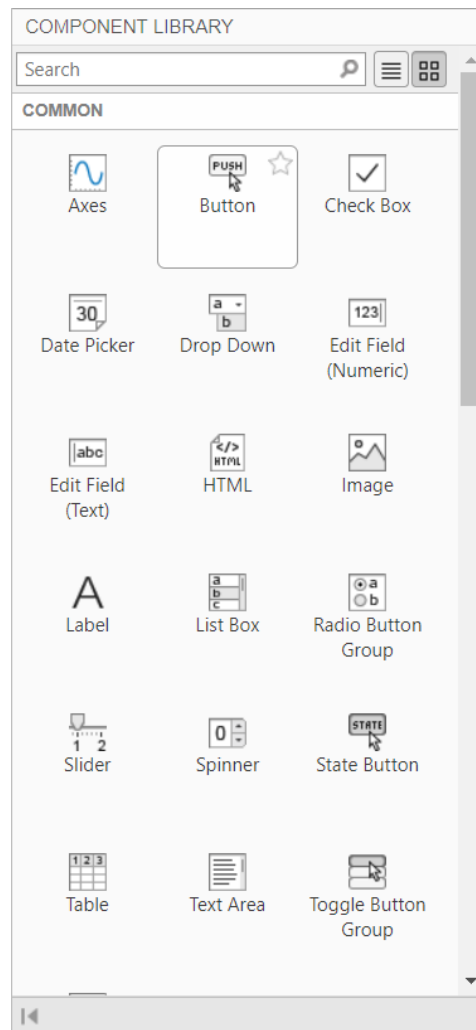 COMPONENT LIBRARY
Search
COMMON
PUSH
Axes
Button
Check Box
30
a
b
123
Date Picker
Drop Down
Edit Field
(Numeric)
abc
</>
HTML
Edit Field
(Text)
HTML
Image
A
a
b
c
a
b
Label
List Box
Radio Button
Group
1 2
0
STATE
Slider
Spinner
State Button
1 2 3
Table
Text Area
Toggle Button
Group